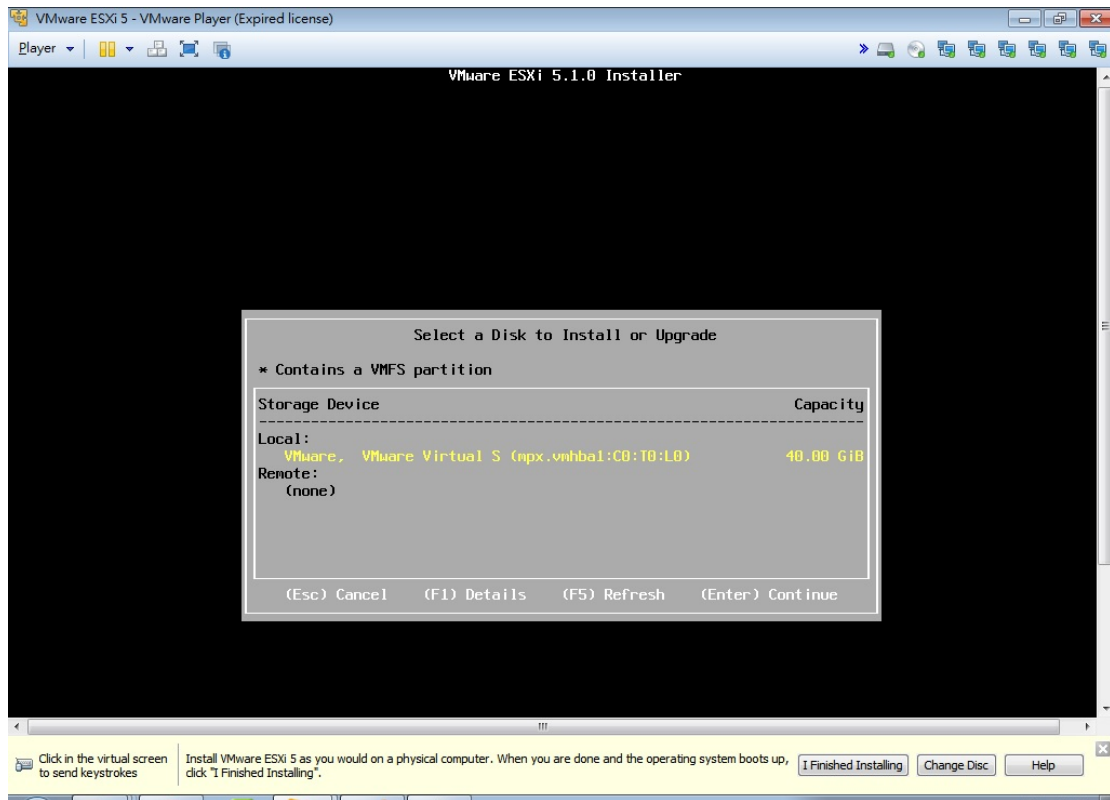 VMware ESXi 5 - VMware Player (Expired license)
Player
VMware ESXi 5.1.0 Installer
Select a Disk to Install or Upgrade
* Contains a VMFS partition
Storage Device Capacity
--------------------------------------------------------------------
Local:
VMware, VMware Virtual S (mpx.vmhba1:C0:T0:L0) 40.00 GiB
Remote:
(none)
(Esc) Cancel (F1) Details (F5) Refresh (Enter) Continue
Click in the virtual screen
to send keystrokes
Install VMware ESXi 5 as you would on a physical computer. When you are done and the operating system boots up,
click "I Finished Installing".
I Finished Installing Change Disc Help